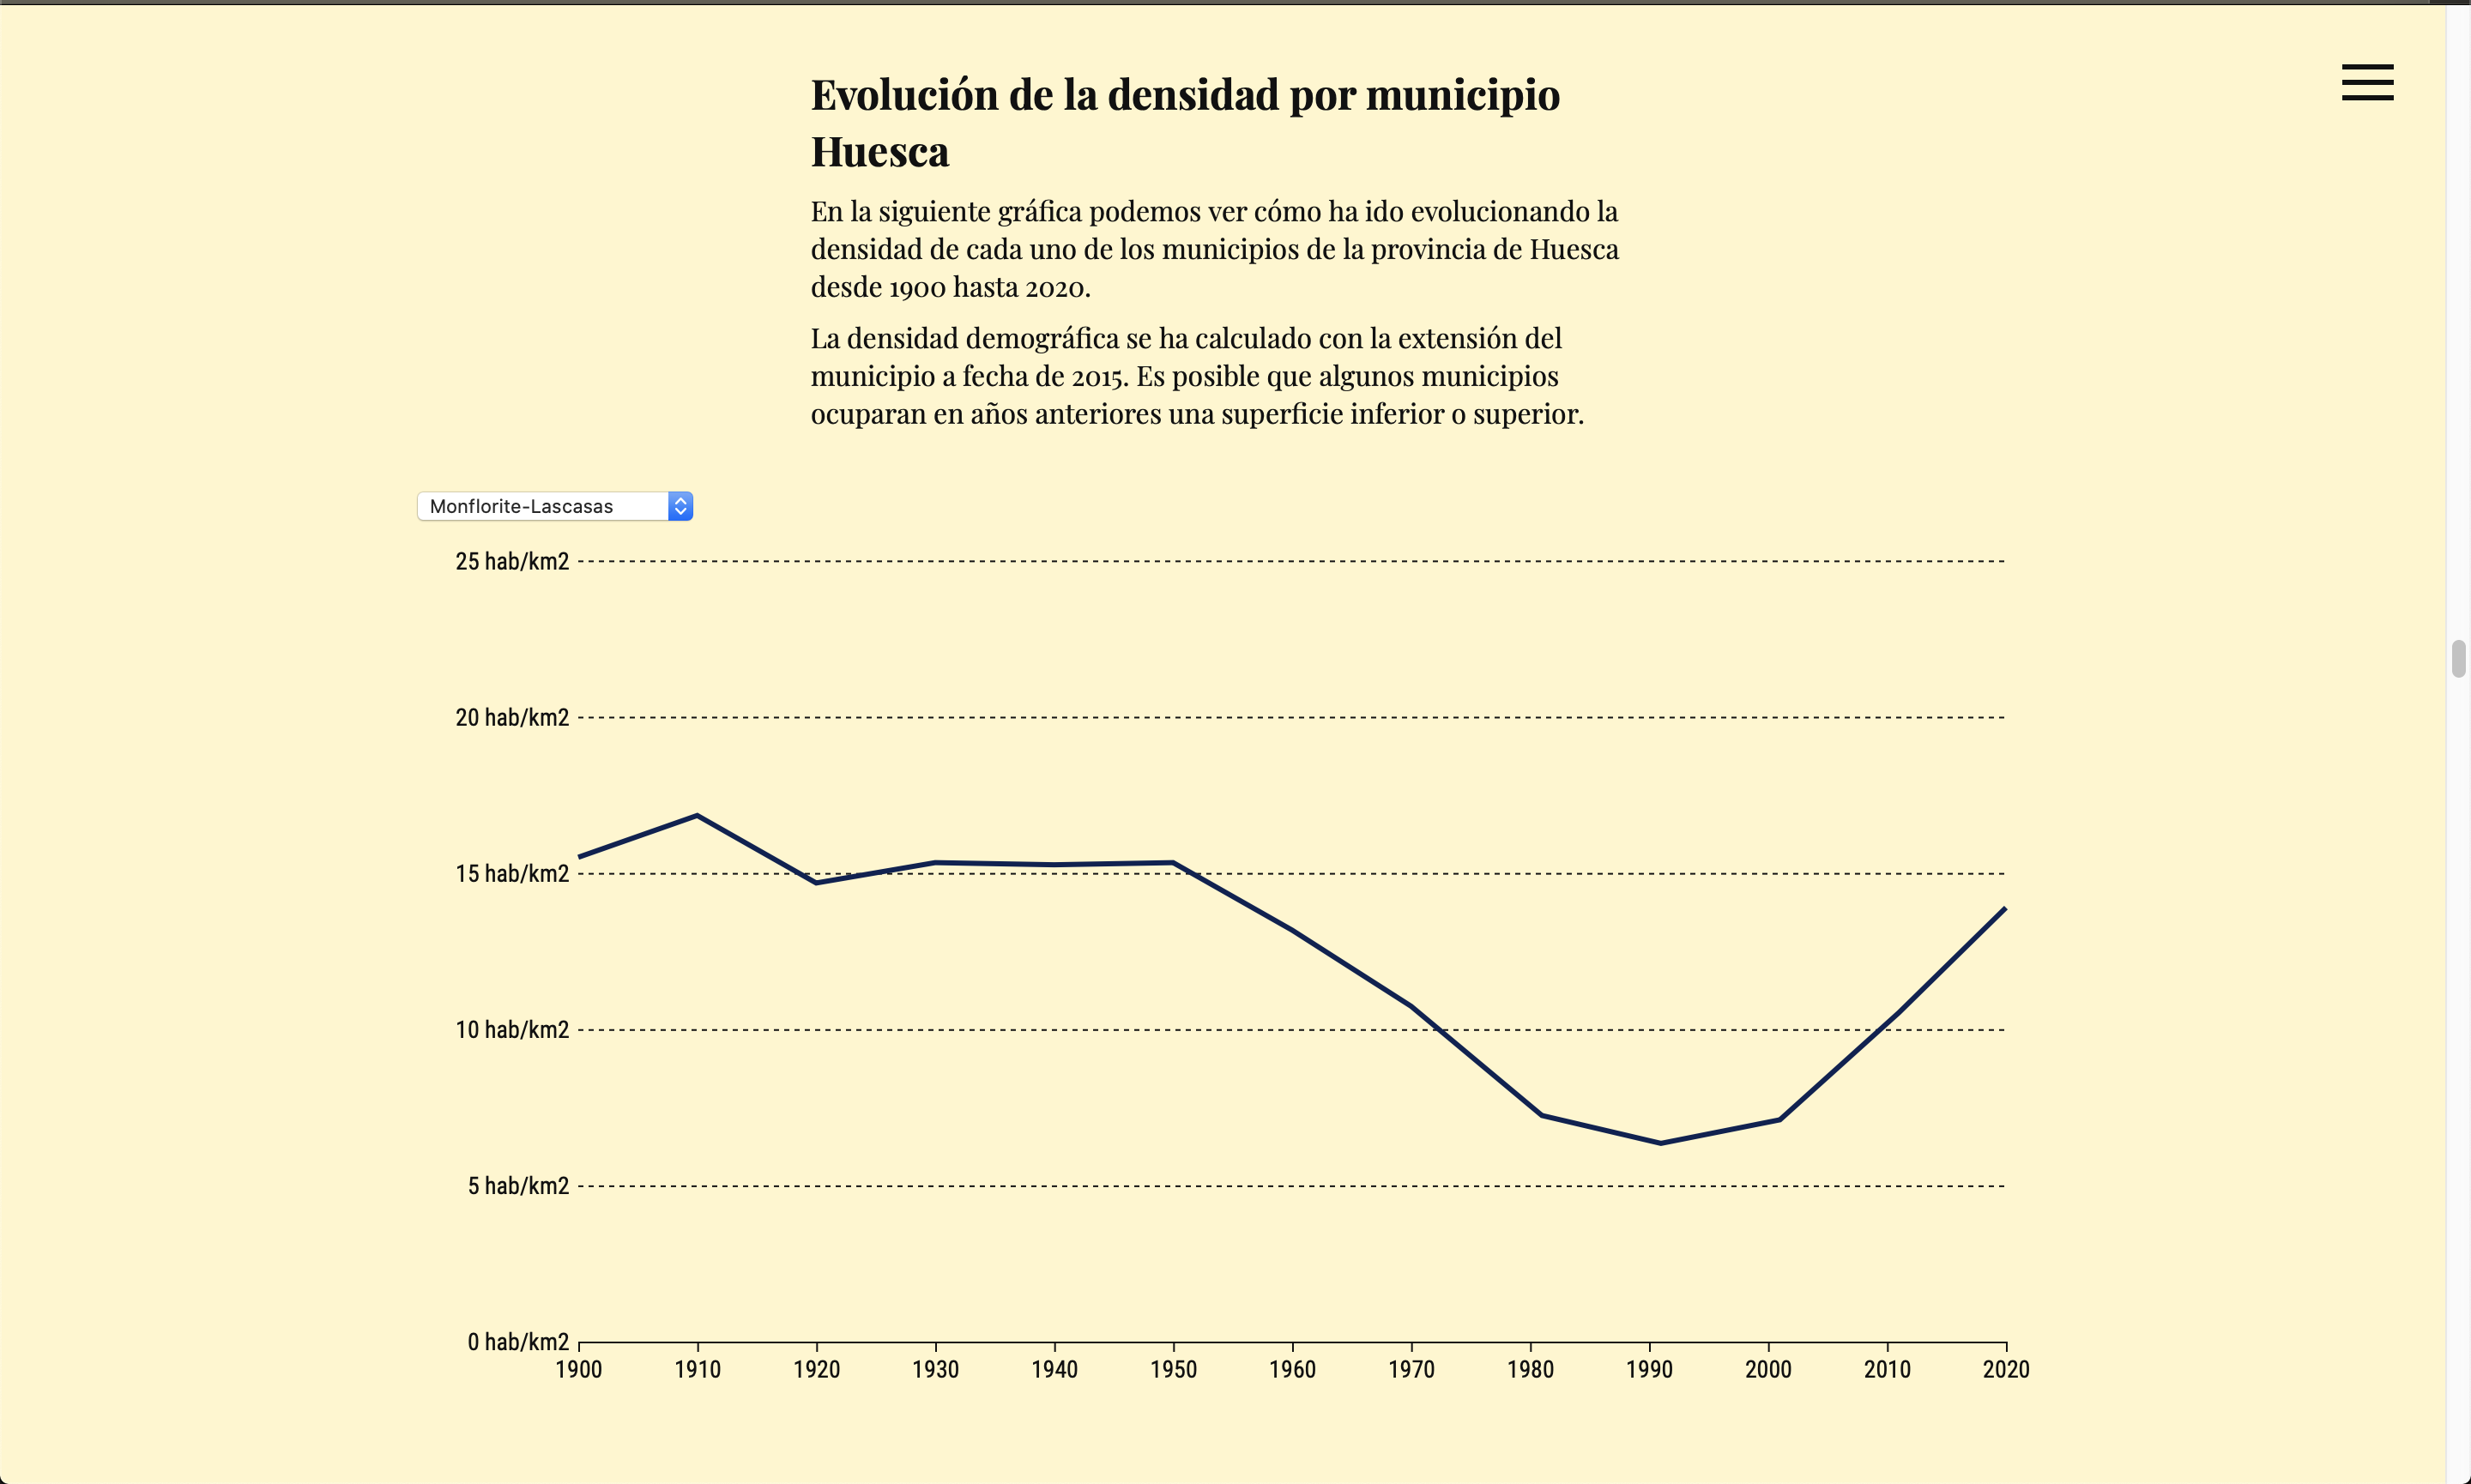 Evolución de la densidad por municipio
Huesca
En la siguiente gráfica podemos ver cómo ha ido evolucionando la
densidad de cada uno de los municipios de la provincia de Huesca
desde 1900 hasta 2020.
La densidad demográfica se ha calculado con la extensión del
municipio a fecha de 2015. Es posible que algunos municipios
ocuparan en años anteriores una superficie inferior o superior.
Monflorite-Lascasas
25 hab/km2
20 hab/km2
15 hab/km2
10 hab/km2
5 hab/km2
0 hab/km2
1900 1910 1920 1930 1940 1950 1960 1970 1980 1990 2000 2010 2020